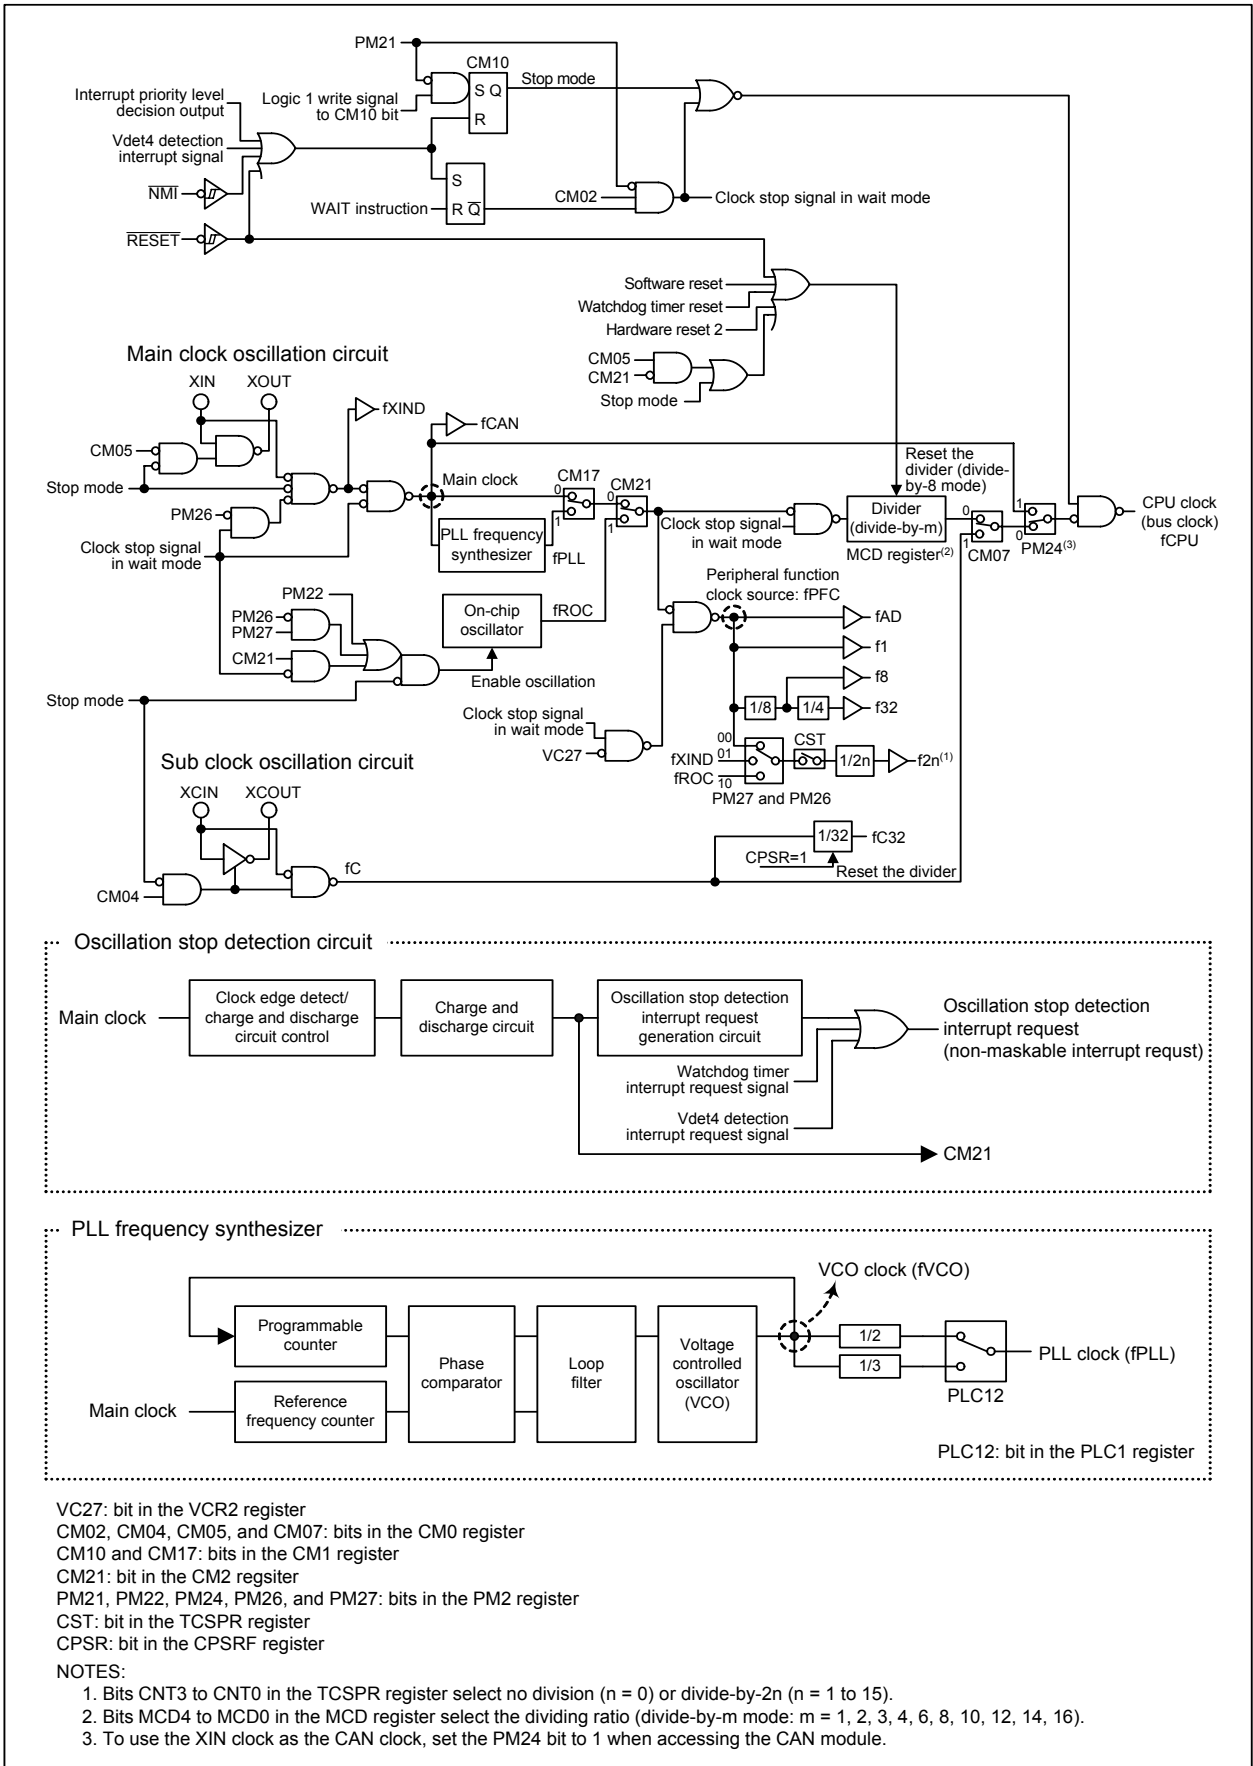 PM21
CM10
Stop mode
S Q
R
Interrupt priority level
decision output
Logic 1 write signal
to CM10 bit
Vdet4 detection
interrupt signal
NMI
S
R Q
WAIT instruction
CM02
Clock stop signal in wait mode
RESET
Software reset
Watchdog timer reset
Hardware reset 2
CM05
CM21
Stop mode
Main clock oscillation circuit
XIN
XOUT
fXIND
fCAN
CM05
Stop mode
PM26
Clock stop signal
in wait mode
Main clock
CM17
0
1
CM21
0
1
PLL frequency
synthesizer
fPLL
Clock stop signal
in wait mode
Reset the
divider (divide-
by-8 mode)
Divider
(divide-by-m)
MCD register(2)
0
1
CM07
1
0
PM24(3)
CPU clock
(bus clock)
fCPU
PM22
PM26
PM27
CM21
On-chip
oscillator
fROC
Enable oscillation
Peripheral function
clock source: fPFC
fAD
f1
f8
1/8
1/4
f32
Stop mode
Clock stop signal
in wait mode
VC27
00
fXIND 01
fROC 10
PM27 and PM26
CST
1/2n
f2n(1)
Sub clock oscillation circuit
XCIN
XCOUT
CM04
fC
1/32
fC32
CPSR=1
Reset the divider
Oscillation stop detection circuit
Main clock
Clock edge detect/
charge and discharge
circuit control
Charge and
discharge circuit
Oscillation stop detection
interrupt request
generation circuit
Watchdog timer
interrupt request signal
Vdet4 detection
interrupt request signal
Oscillation stop detection
interrupt request
(non-maskable interrupt requst)
CM21
PLL frequency synthesizer
VCO clock (fVCO)
Programmable
counter
Main clock
Reference
frequency counter
Phase
comparator
Loop
filter
Voltage
controlled
oscillator
(VCO)
1/2
1/3
PLC12
PLL clock (fPLL)
PLC12: bit in the PLC1 register
VC27: bit in the VCR2 register
CM02, CM04, CM05, and CM07: bits in the CM0 register
CM10 and CM17: bits in the CM1 register
CM21: bit in the CM2 regsiter
PM21, PM22, PM24, PM26, and PM27: bits in the PM2 register
CST: bit in the TCSPR register
CPSR: bit in the CPSRF register
NOTES:
1. Bits CNT3 to CNT0 in the TCSPR register select no division (n = 0) or divide-by-2n (n = 1 to 15).
2. Bits MCD4 to MCD0 in the MCD register select the dividing ratio (divide-by-m mode: m = 1, 2, 3, 4, 6, 8, 10, 12, 14, 16).
3. To use the XIN clock as the CAN clock, set the PM24 bit to 1 when accessing the CAN module.